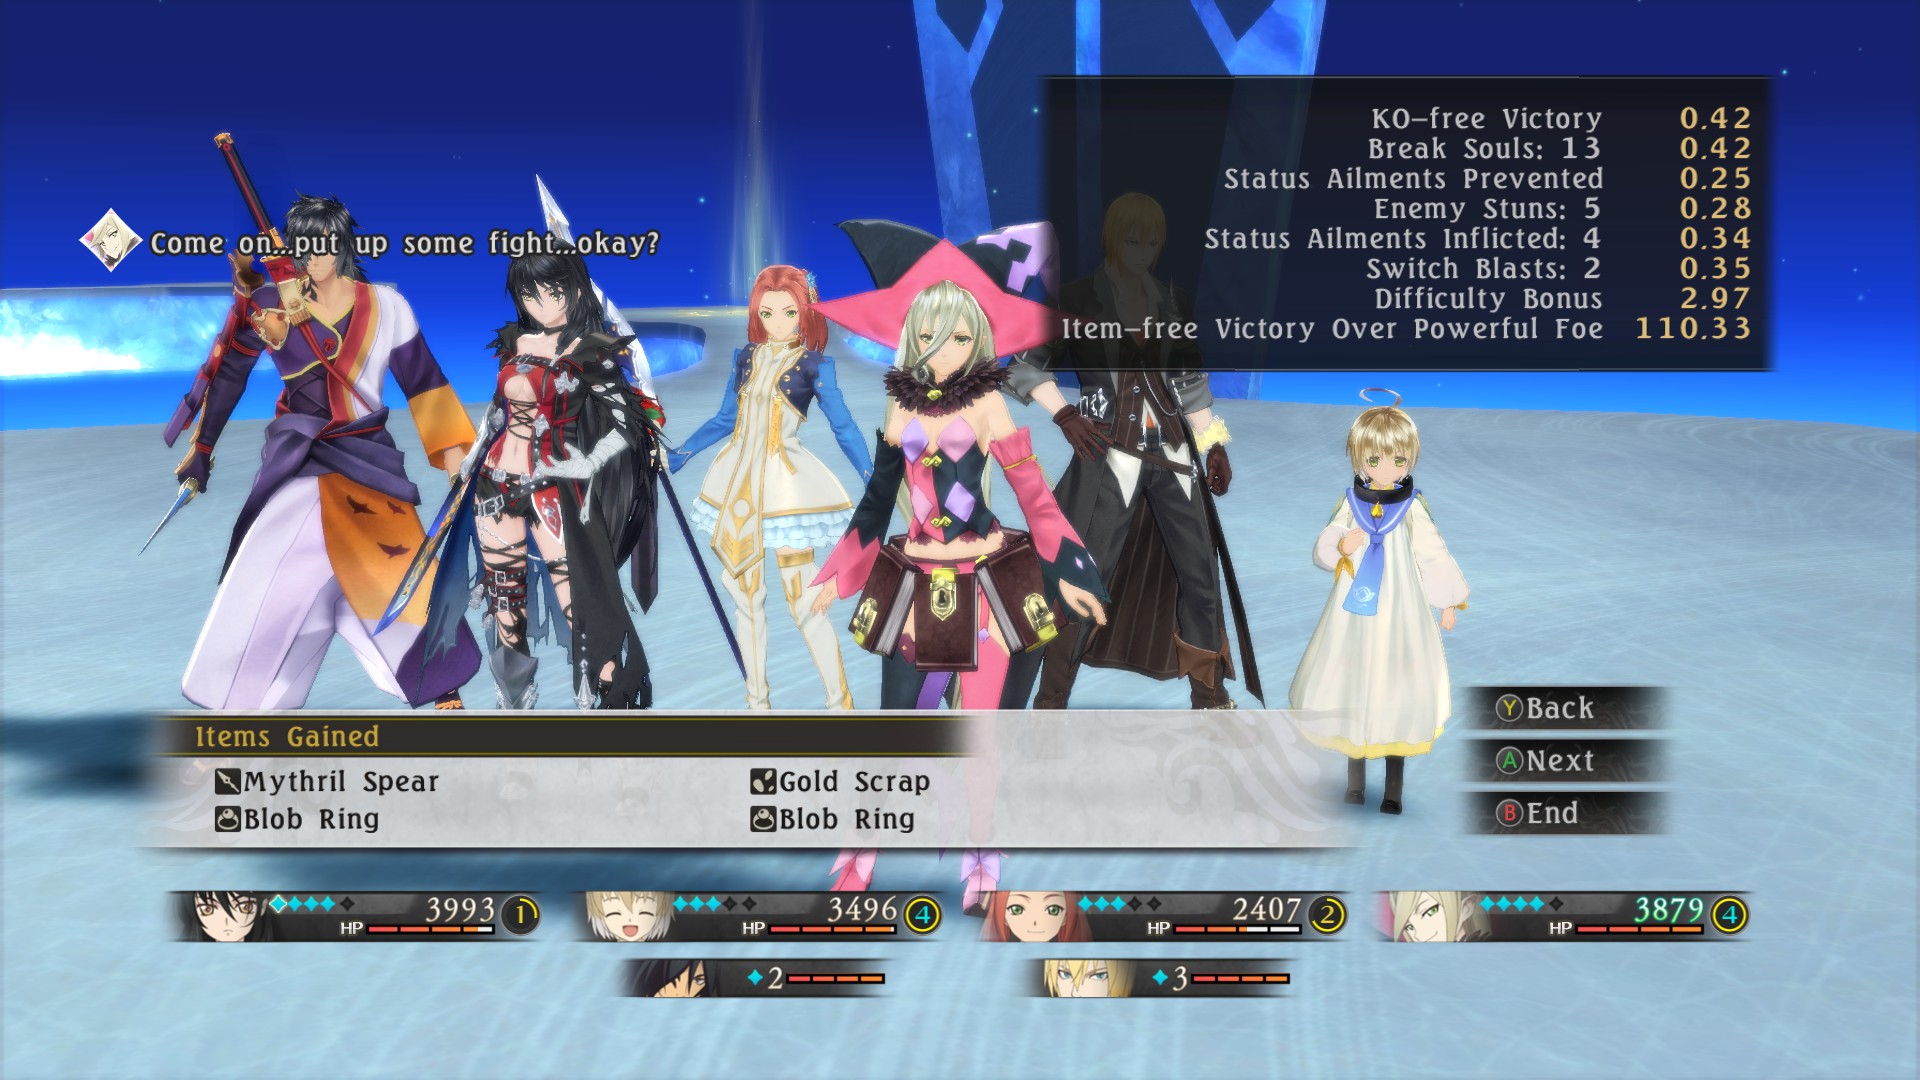 KO-free Victory 0.42
Break Souls: 13 0.42
Status Ailments Prevented 0.25
Enemy Stuns: 5 0.28
Status Ailments Inflicted: 4 0.34
Switch Blasts: 2 0.35
Difficulty Bonus 2.97
Item-free Victory Over Powerful Foe 110.33
Come on...put up some fight...okay?
Y Back
A Next
B End
Items Gained
Mythril Spear Gold Scrap
Blob Ring Blob Ring
3993 HP 1
3496 HP 4
2407 HP 2
3879 HP 4
2
3